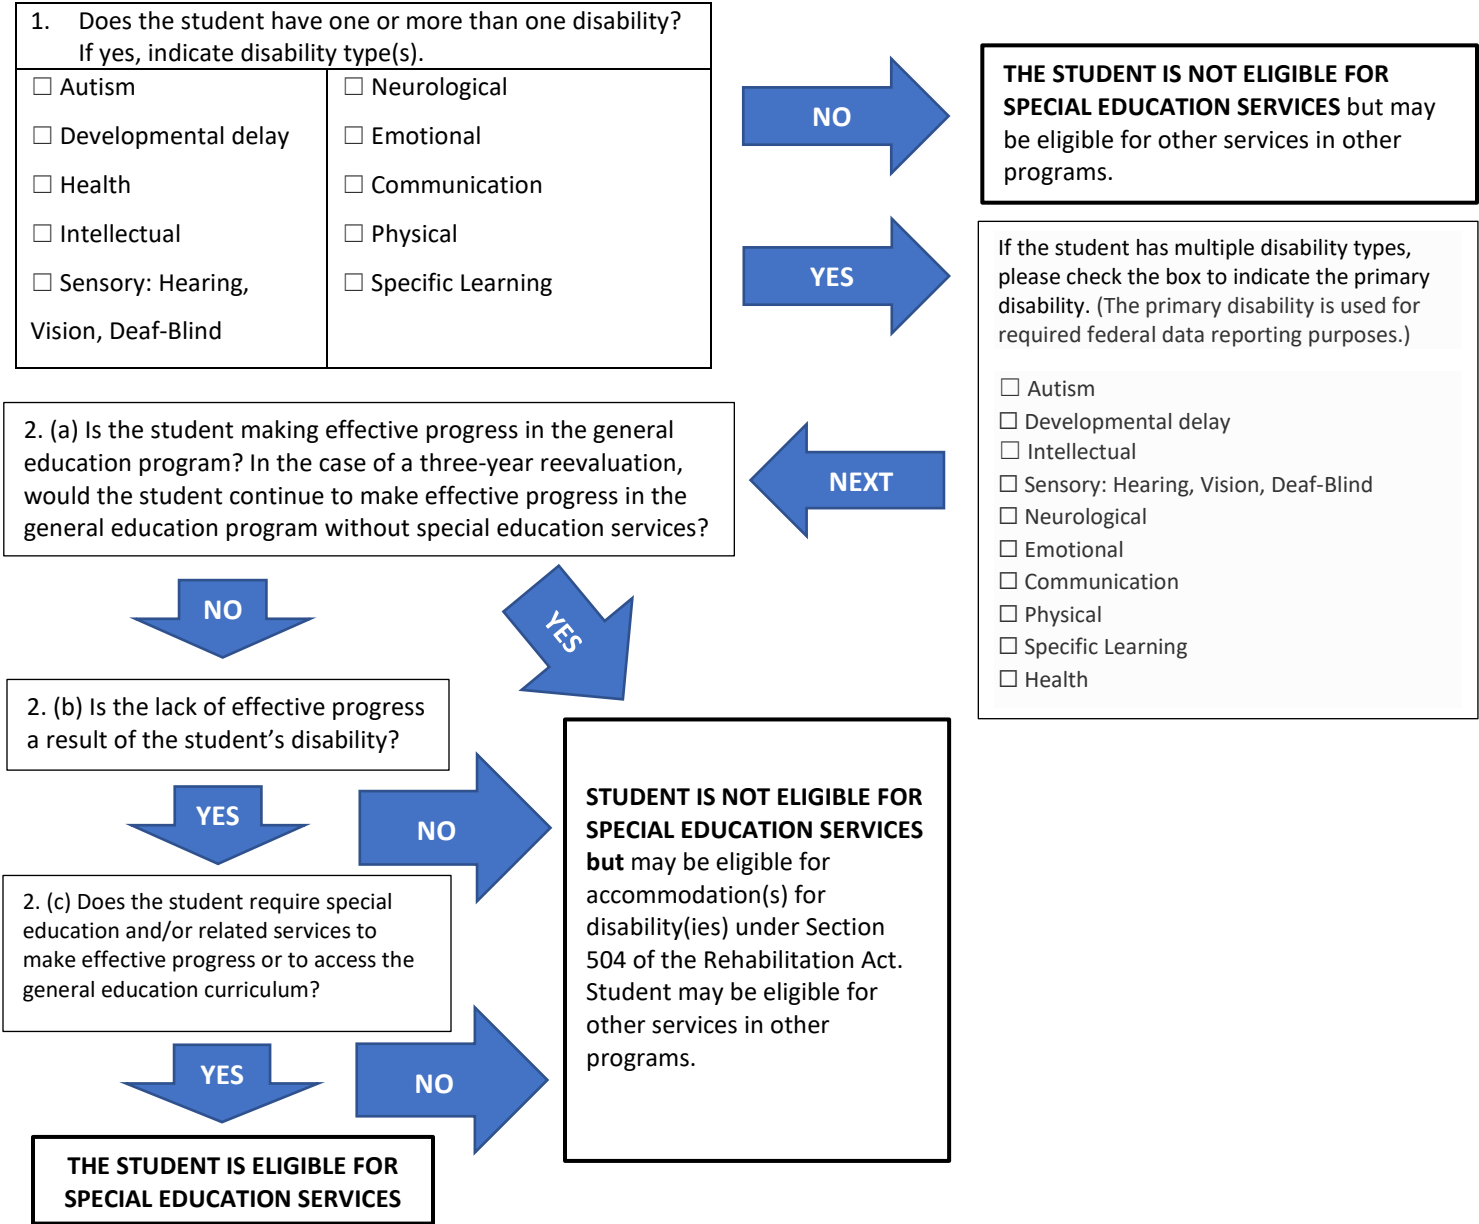 1. Does the student have one or more than one disability?
If yes, indicate disability type(s).
☐ Autism
☐ Developmental delay
☐ Health
☐ Intellectual
☐ Sensory: Hearing,
Vision, Deaf-Blind
☐ Neurological
☐ Emotional
☐ Communication
☐ Physical
☐ Specific Learning
NO
THE STUDENT IS NOT ELIGIBLE FOR
SPECIAL EDUCATION SERVICES but may
be eligible for other services in other
programs.
YES
If the student has multiple disability types,
please check the box to indicate the primary
disability. (The primary disability is used for
required federal data reporting purposes.)
☐ Autism
☐ Developmental delay
☐ Intellectual
☐ Sensory: Hearing, Vision, Deaf-Blind
☐ Neurological
☐ Emotional
☐ Communication
☐ Physical
☐ Specific Learning
☐ Health
NEXT
2. (a) Is the student making effective progress in the general
education program? In the case of a three-year reevaluation,
would the student continue to make effective progress in the
general education program without special education services?
NO
YES
2. (b) Is the lack of effective progress
a result of the student’s disability?
YES
NO
2. (c) Does the student require special
education and/or related services to
make effective progress or to access the
general education curriculum?
YES
NO
STUDENT IS NOT ELIGIBLE FOR
SPECIAL EDUCATION SERVICES
but may be eligible for
accommodation(s) for
disability(ies) under Section
504 of the Rehabilitation Act.
Student may be eligible for
other services in other
programs.
THE STUDENT IS ELIGIBLE FOR
SPECIAL EDUCATION SERVICES